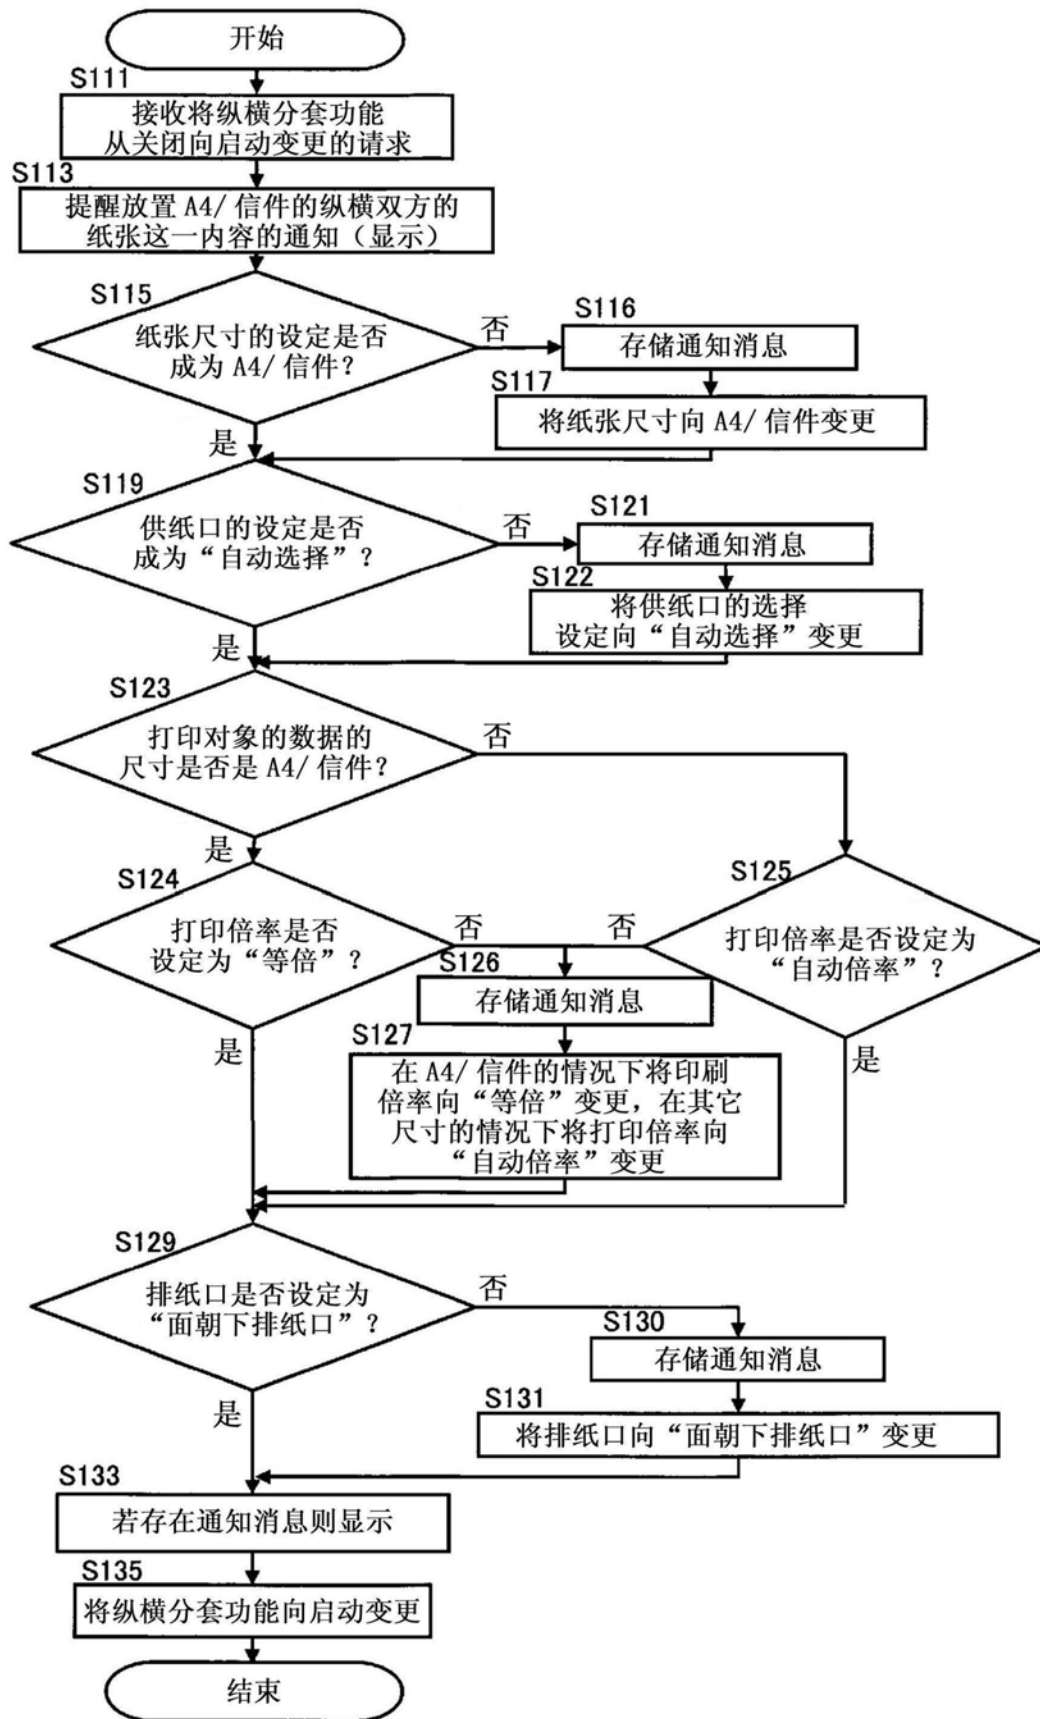 开始
S111
接收将纵横分套功能
从关闭向启动变更的请求
S113
提醒放置 A4/ 信件的纵横双方的
纸张这一内容的通知（显示）
S115
纸张尺寸的设定是否
成为 A4/ 信件？
否
S116
存储通知消息
S117
将纸张尺寸向 A4/ 信件变更
是
S119
供纸口的设定是否
成为“自动选择”？
否
S121
存储通知消息
S122
将供纸口的选择
设定向“自动选择”变更
是
S123
打印对象的数据的
尺寸是否是 A4/ 信件？
否
是
S124
打印倍率是否
设定为“等倍”？
否
否
S125
打印倍率是否设定为
“自动倍率”？
S126
存储通知消息
是
S127
在 A4/ 信件的情况下将印刷
倍率向“等倍”变更，在其它
尺寸的情况下将打印倍率向
“自动倍率”变更
是
S129
排纸口是否设定为
“面朝下排纸口”？
否
S130
存储通知消息
S131
将排纸口向“面朝下排纸口”变更
是
S133
若存在通知消息则显示
S135
将纵横分套功能向启动变更
结束